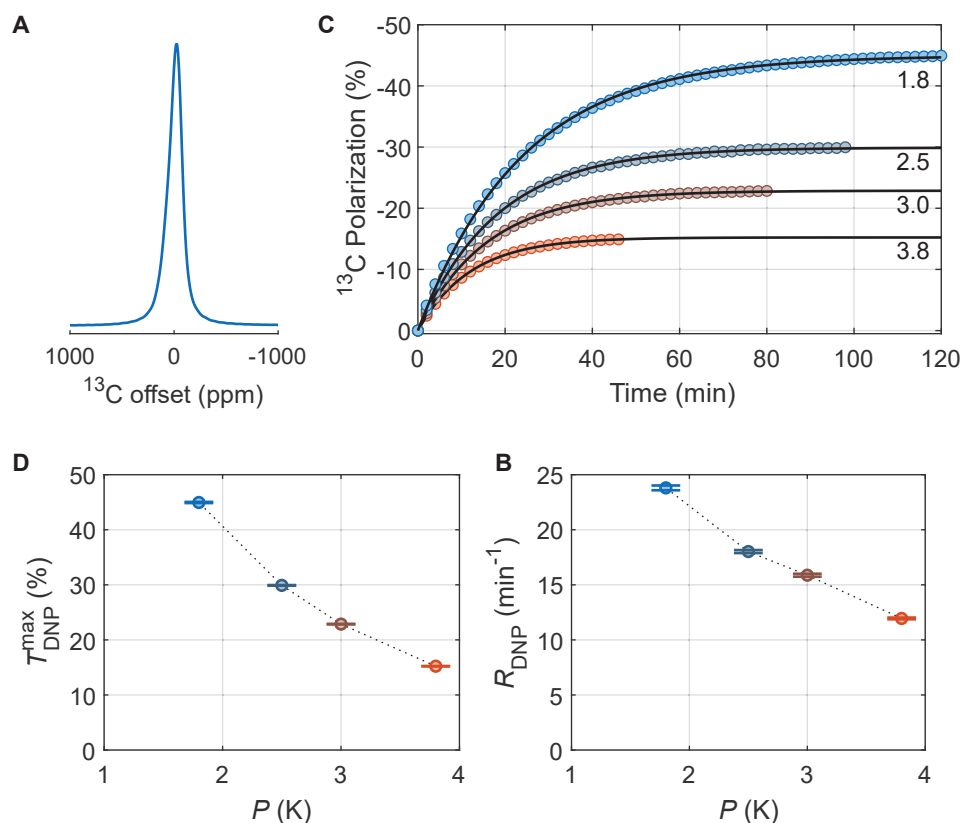 A
1000 0 -1000
13C offset (ppm)
C
-50
-40
-30
-20
-10
0
13C Polarization (%)
1.8
2.5
3.0
3.8
0 20 40 60 80 100 120
Time (min)
D
50
40
30
20
10
0
TDNPmax (%)
1 2 3 4
P (K)
B
25
20
15
10
5
0
RDNP (min-1)
1 2 3 4
P (K)